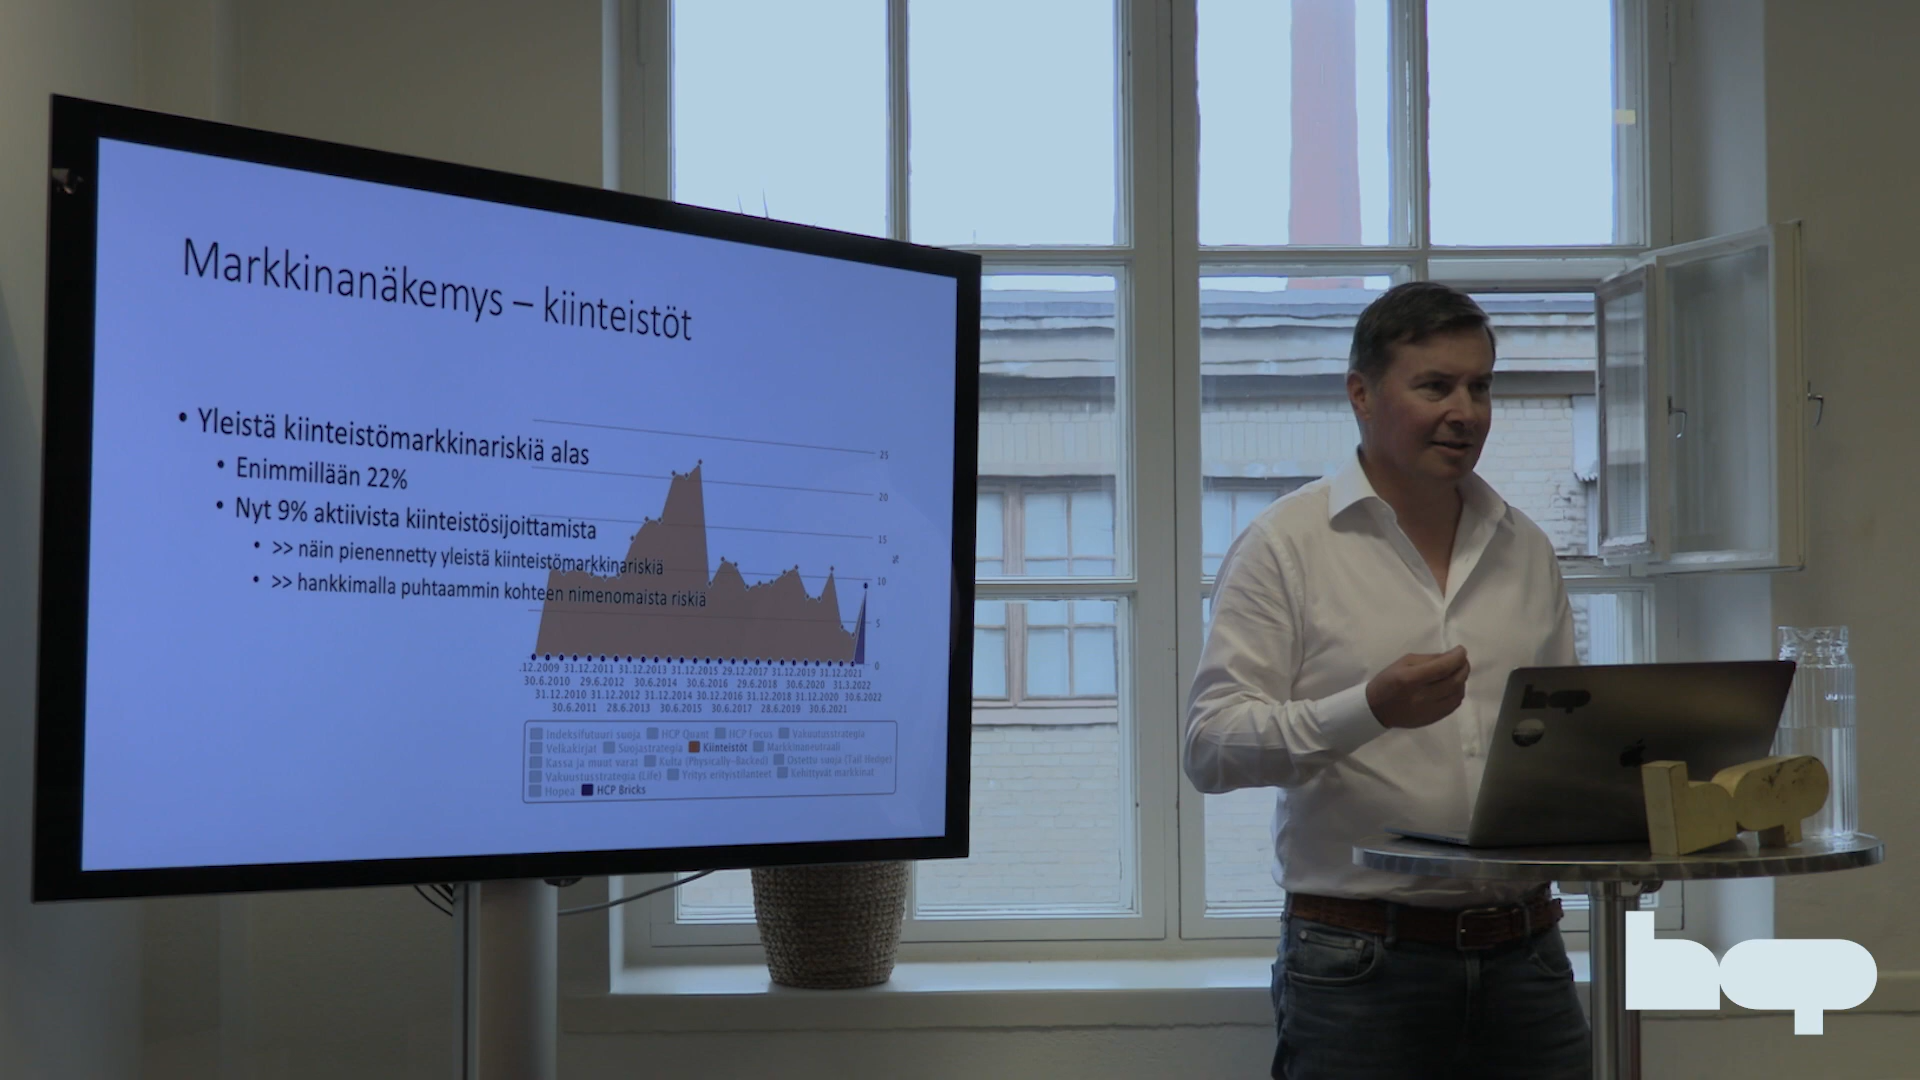 Markkinanäkemys – kiinteistöt
• Yleistä kiinteistömarkkinariskiä alas
• Enimmillään 22%
• Nyt 9% aktiivista kiinteistösijoittamista
• >> näin pienennetty yleistä kiinteistömarkkinariskiä
• >> hankkimalla puhtaammin kohteen nimenomaista riskiä
25
20
15
%
10
5
0
.12.2009 31.12.2011 31.12.2013 31.12.2015 29.12.2017 31.12.2019 31.12.2021
30.6.2010 29.6.2012 30.6.2014 30.6.2016 29.6.2018 30.6.2020 31.3.2022
31.12.2010 31.12.2012 31.12.2014 30.12.2016 31.12.2018 31.12.2020 30.6.2022
30.6.2011 28.6.2013 30.6.2015 30.6.2017 28.6.2019 30.6.2021
Indeksifutuuri suoja HCP Quant HCP Focus Vakuutusstrategia
Velkakirjat Suojastrategia Kiinteistöt Markkinaneutraali
Kassa ja muut varat Kulta (Physically-Backed) Ostettu suoja (Tail Hedge)
Vakuutusstrategia (Life) Yritys erityistilanteet Kehittyvät markkinat
Hopea HCP Bricks
hcp
hcp
hcp